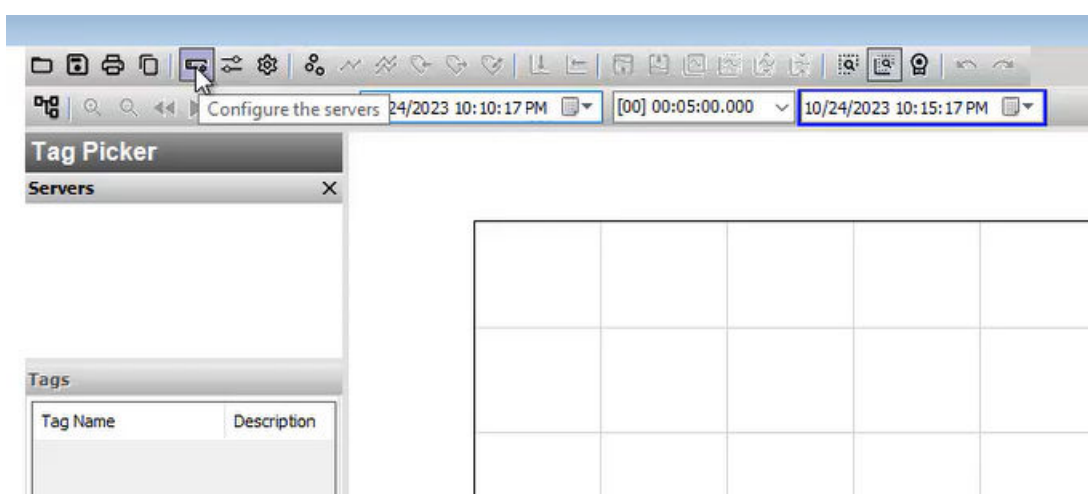 Configure the servers 24/2023 10:10:17 PM [00] 00:05:00.000 10/24/2023 10:15:17 PM
Tag Picker
Servers
Tags
Tag Name Description